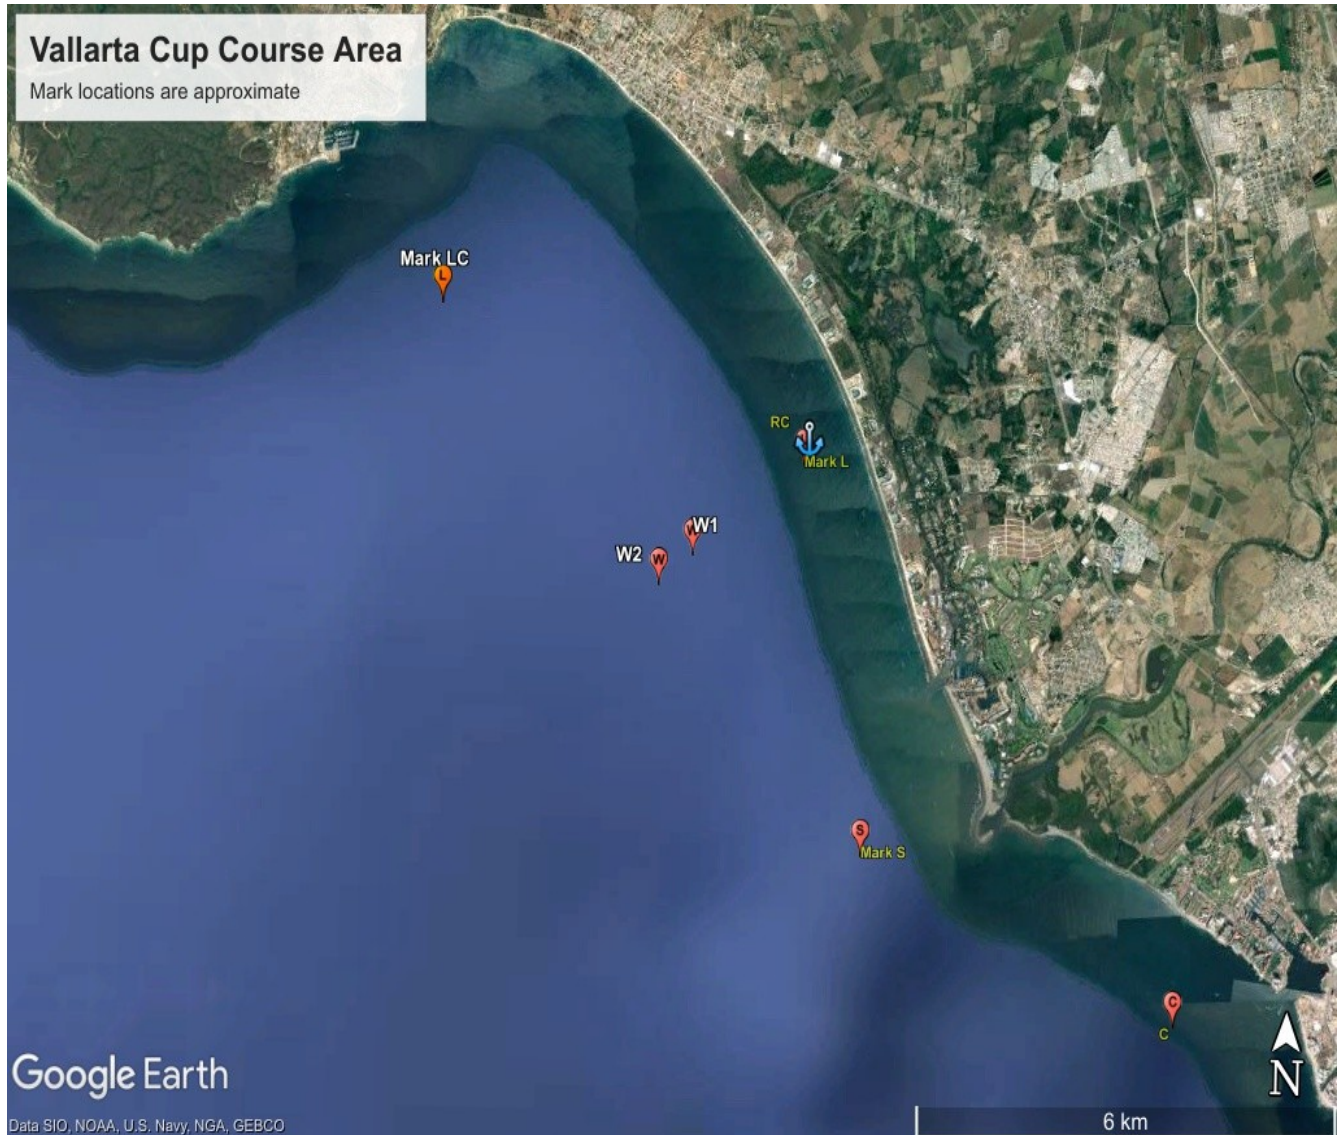 Vallarta Cup Course Area
Mark locations are approximate
Mark LC
L
RC
Mark L
W1
W
W2
W
S
Mark S
C
C
N
Google Earth
Data SIO, NOAA, U.S. Navy, NGA, GEBCO
6 km